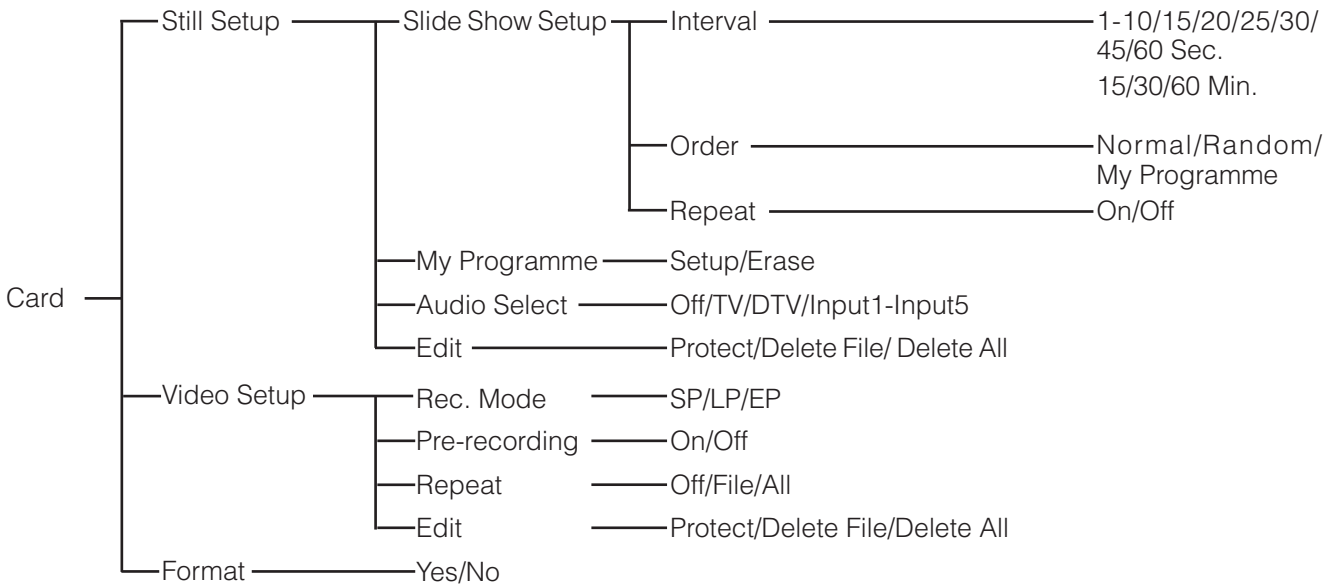 Still Setup Slide Show Setup Interval 1-10/15/20/25/30/
45/60 Sec.
15/30/60 Min.
Order Normal/Random/
My Programme
Repeat On/Off
My Programme Setup/Erase
Card
Audio Select Off/TV/DTV/Input1-Input5
Edit Protect/Delete File/ Delete All
Video Setup Rec. Mode SP/LP/EP
Pre-recording On/Off
Repeat Off/File/All
Edit Protect/Delete File/Delete All
Format Yes/No